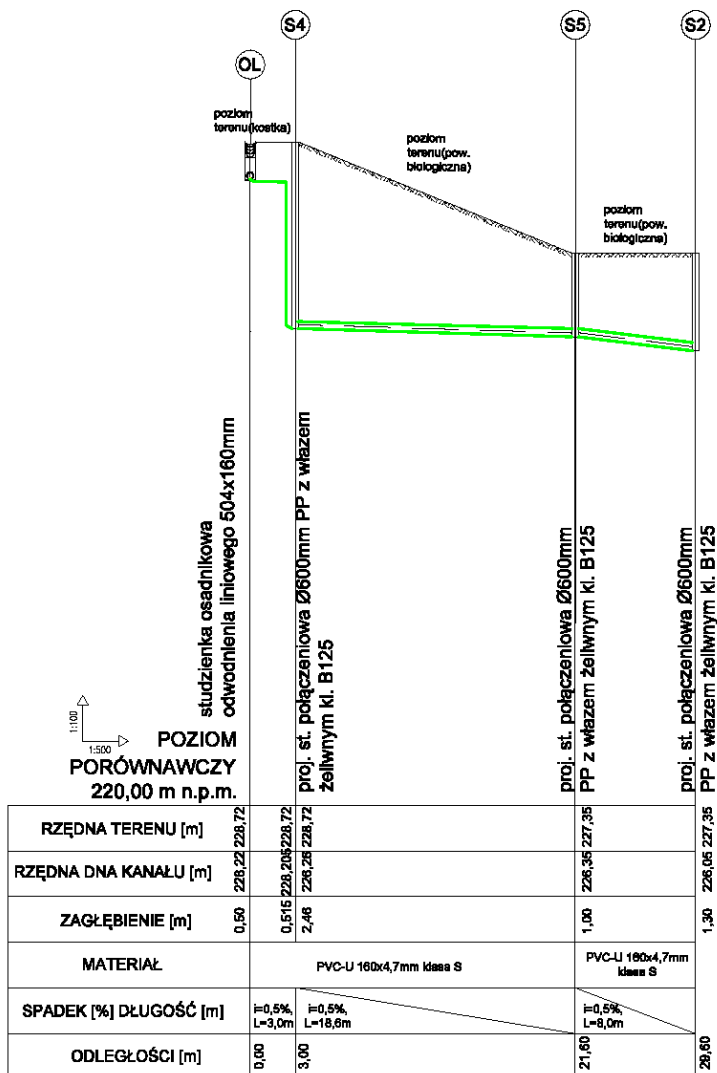 S4
S5
S2
OL
poziom
terenu(kostka)
poziom
terenu(pow.
biologiczna)
poziom
terenu(pow.
biologiczna)
studzienka osadnikowa
odwodnienia liniowego 504x160mm
proj. st. połączeniowa Ø600mm PP z włazem
żeliwnym kl. B125
proj. st. połączeniowa Ø600mm
PP z włazem żeliwnym kl. B125
proj. st. połączeniowa Ø600mm
PP z włazem żeliwnym kl. B125
1:100
1:500
POZIOM
PORÓWNAWCZY
220,00 m n.p.m.
RZĘDNA TERENU [m] 228,72 228,72 228,72 227,35 227,35
RZĘDNA DNA KANAŁU [m] 228,22 228,205 226,26 226,35 226,05
ZAGŁĘBIENIE [m] 0,50 0,515 2,46 1,00 1,30
MATERIAŁ PVC-U 160x4,7mm klasa S PVC-U 160x4,7mm
klasa S
SPADEK [%] DŁUGOŚĆ [m] i=0,5%, i=0,5%, i=0,5%,
L=3,0m L=18,6m L=8,0m
ODLEGŁOŚCI [m] 0,00 3,00 21,60 29,60